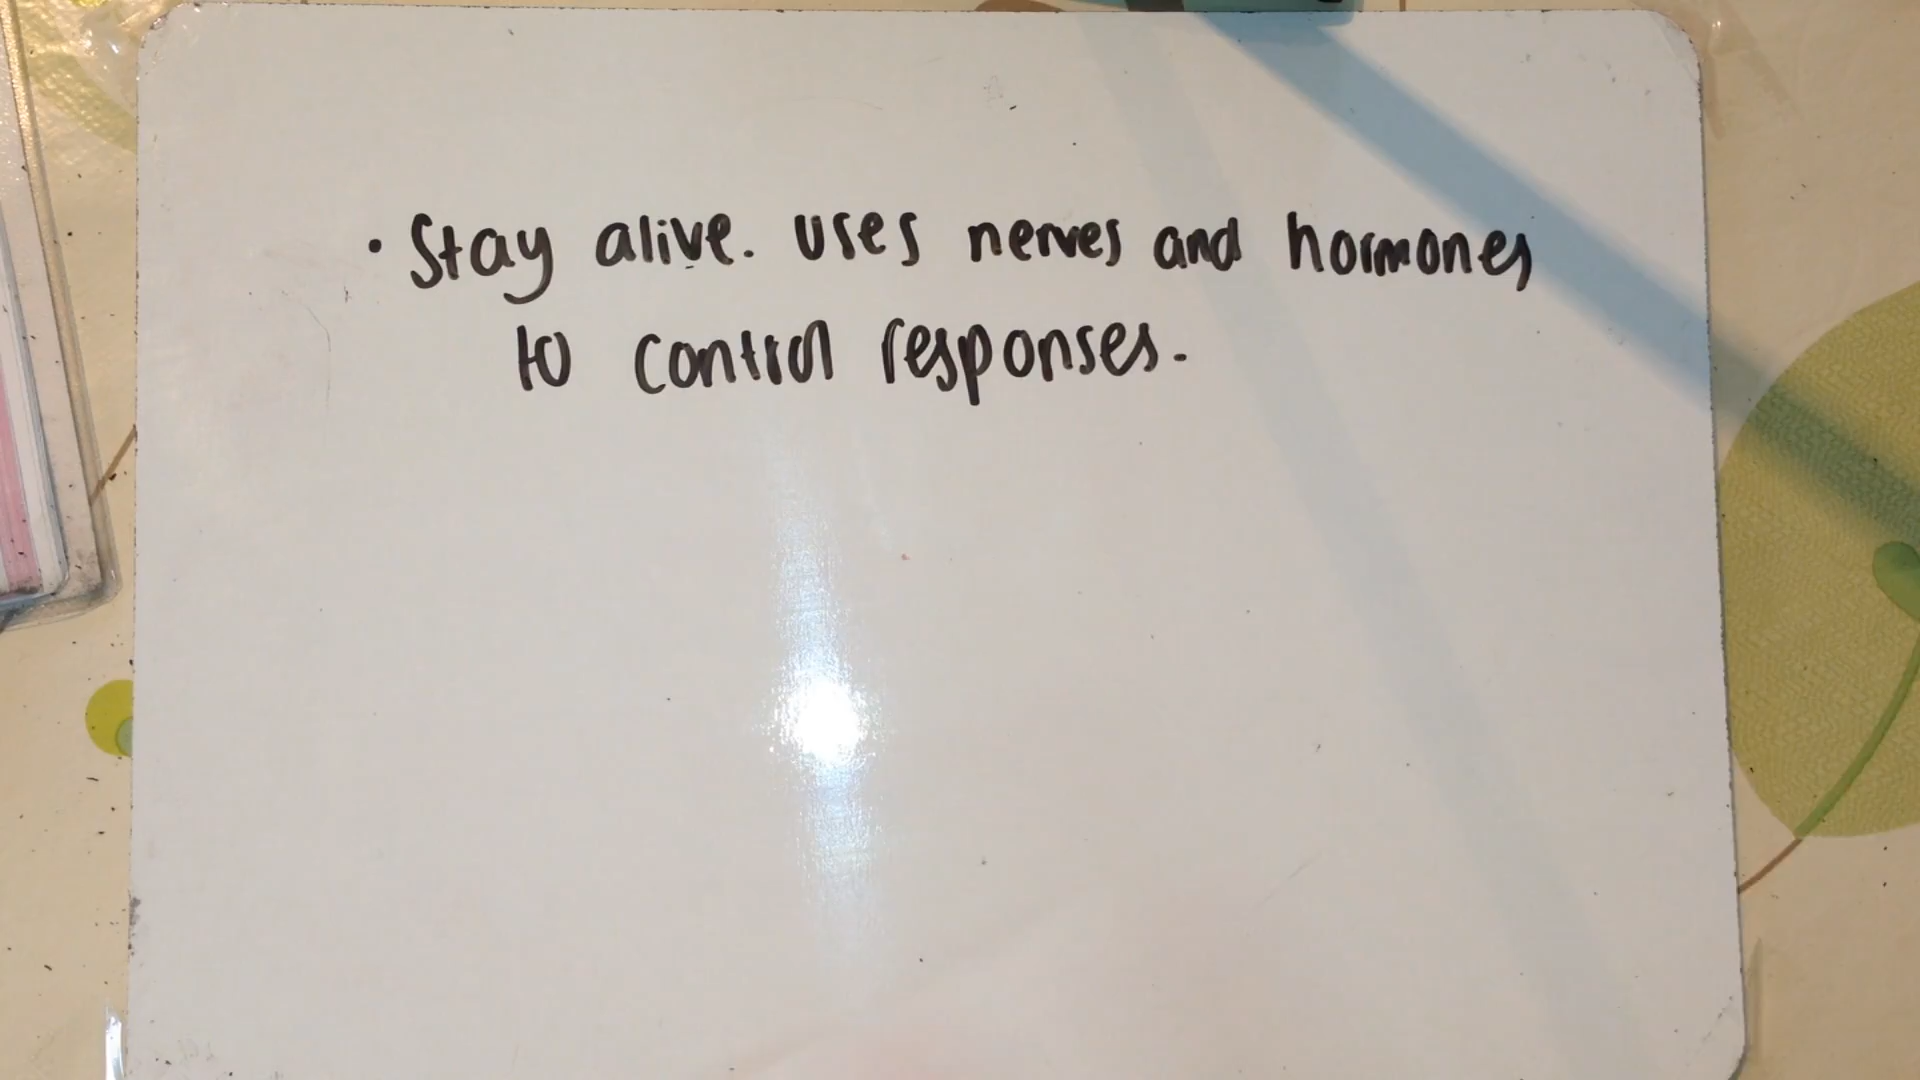 • Stay alive. uses nerves and hormones
to control responses.